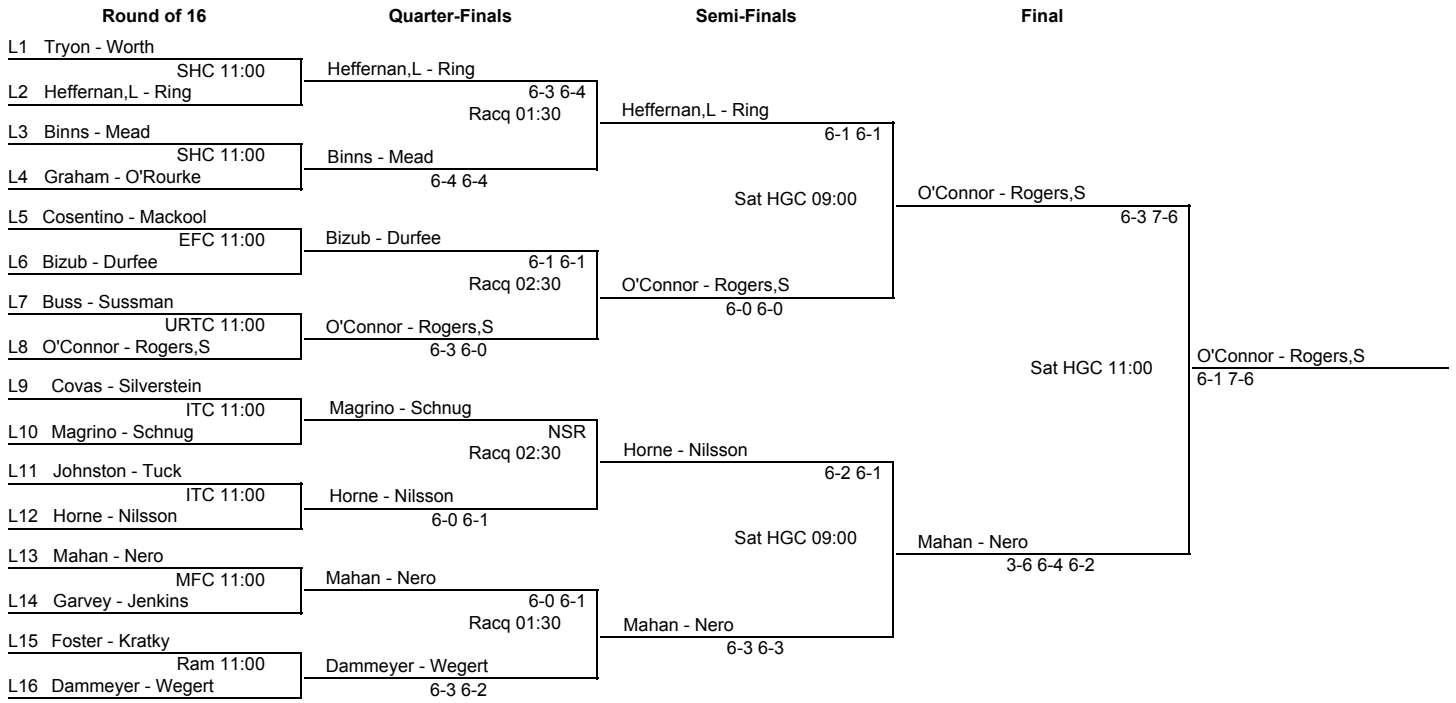 Round of 16 Quarter-Finals Semi-Finals Final
L1 Tryon - Worth
SHC 11:00 Heffernan,L - Ring
L2 Heffernan,L - Ring 6-3 6-4
Racq 01:30 Heffernan,L - Ring
L3 Binns - Mead 6-1 6-1
SHC 11:00 Binns - Mead
L4 Graham - O'Rourke 6-4 6-4
Sat HGC 09:00 O'Connor - Rogers,S
L5 Cosentino - Mackool 6-3 7-6
EFC 11:00 Bizub - Durfee
L6 Bizub - Durfee 6-1 6-1
Racq 02:30 O'Connor - Rogers,S
L7 Buss - Sussman 6-0 6-0
URTC 11:00 O'Connor - Rogers,S
L8 O'Connor - Rogers,S 6-3 6-0
Sat HGC 11:00 O'Connor - Rogers,S
L9 Covas - Silverstein 6-1 7-6
ITC 11:00 Magrino - Schnug
L10 Magrino - Schnug NSR
Racq 02:30 Horne - Nilsson
L11 Johnston - Tuck 6-2 6-1
ITC 11:00 Horne - Nilsson
L12 Horne - Nilsson 6-0 6-1
Sat HGC 09:00 Mahan - Nero
L13 Mahan - Nero 3-6 6-4 6-2
MFC 11:00 Mahan - Nero
L14 Garvey - Jenkins 6-0 6-1
Racq 01:30 Mahan - Nero
L15 Foster - Kratky 6-3 6-3
Ram 11:00 Dammeyer - Wegert
L16 Dammeyer - Wegert 6-3 6-2